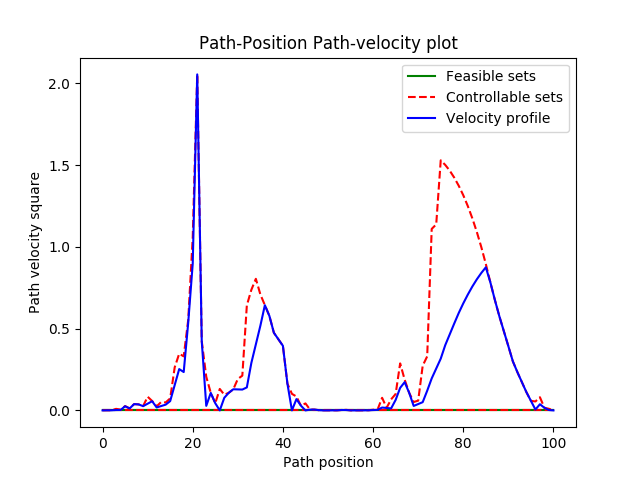 Path-Position Path-velocity plot
Feasible sets
Controllable sets
Velocity profile
2.0
1.5
1.0
0.5
0.0
Path velocity square
0 20 40 60 80 100
Path position